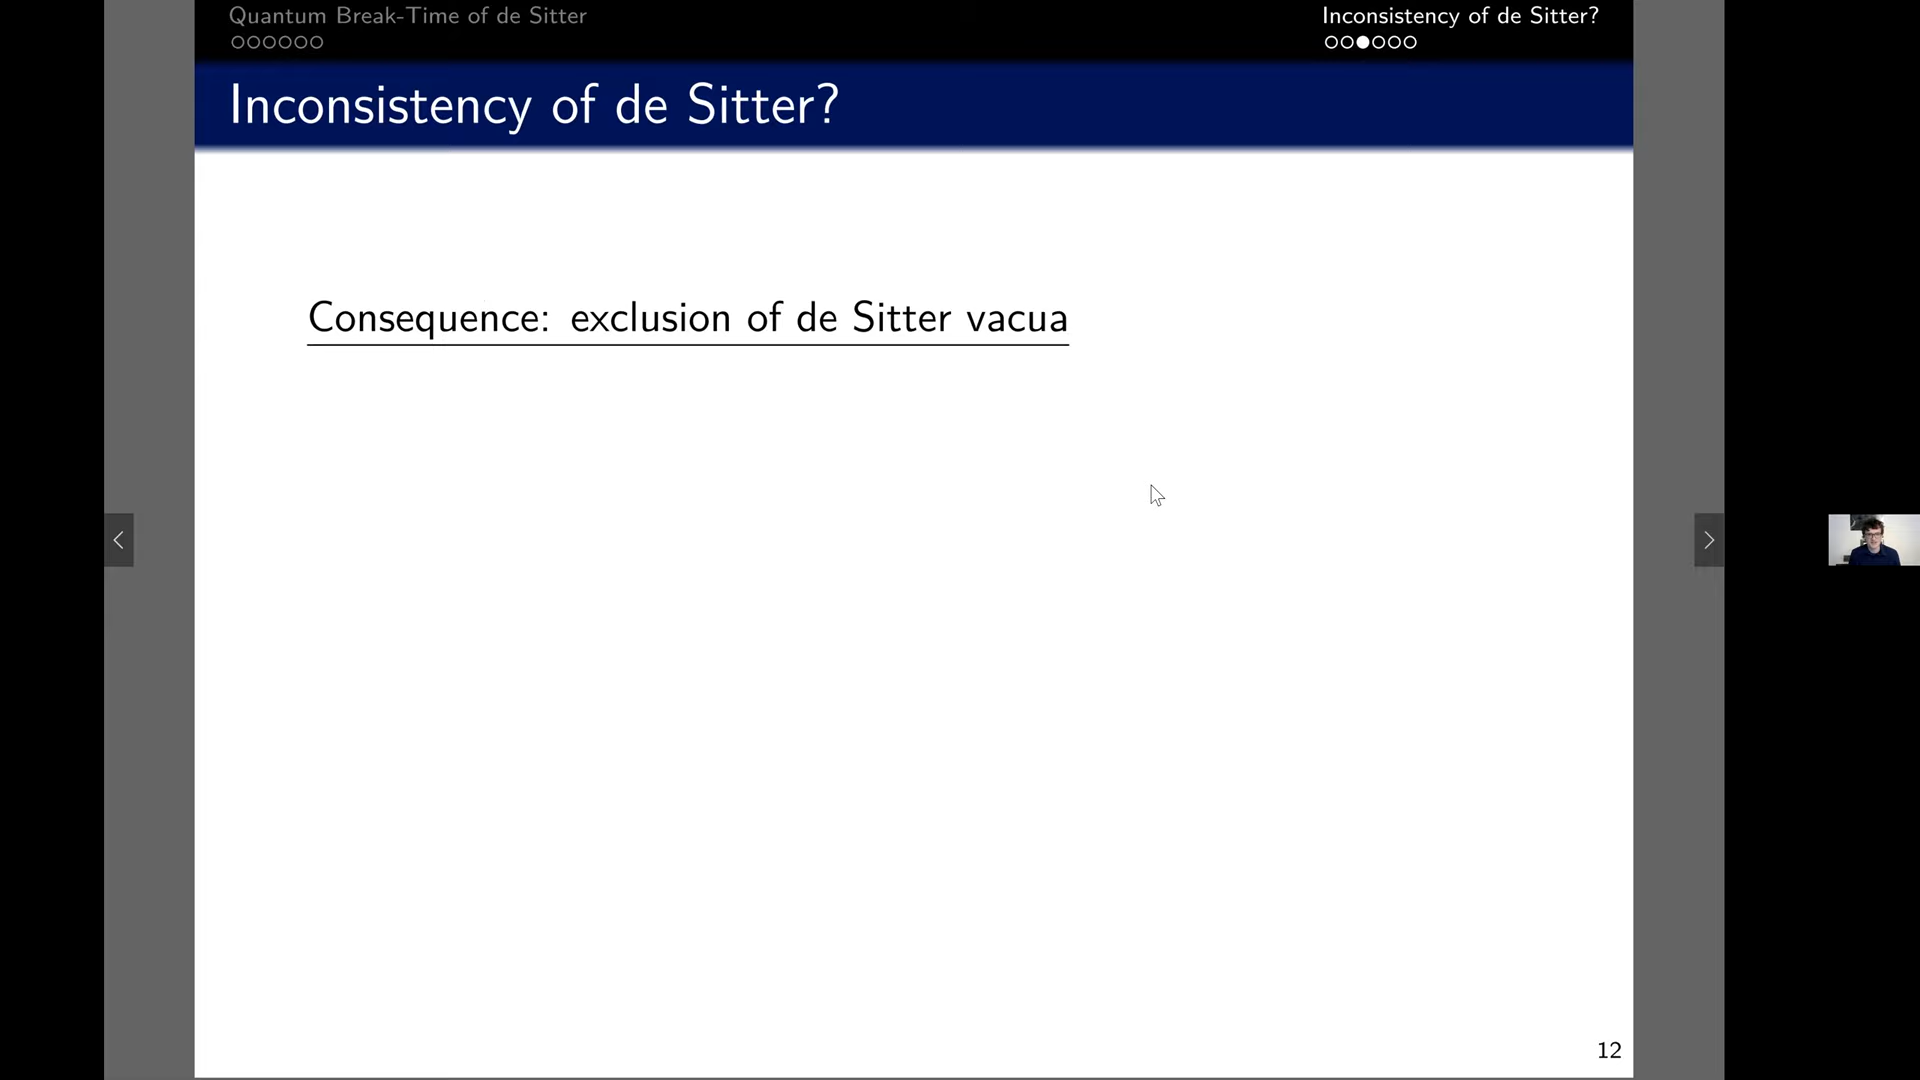 Quantum Break-Time of de Sitter
Inconsistency of de Sitter?
Inconsistency of de Sitter?
Consequence: exclusion of de Sitter vacua
12